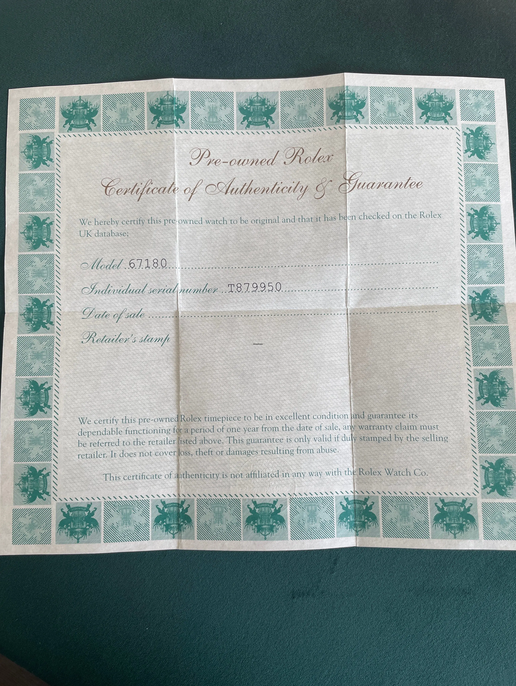 Pre-owned Rolex
Certificate of Authenticity & Guarantee
We hereby certify this pre-owned watch to be original and that it has been checked on the Rolex
UK database:
Model .67180
Individual serial number ..T879950
Date of sale
Retailer's stamp
We certify this pre-owned Rolex timepiece to be in excellent condition and guarantee its
dependable functioning for a period of one year from the date of sale, any warranty claim must
be referred to the retailer listed above. This guarantee is only valid if duly stamped by the selling
retailer. It does not cover loss, theft or damages resulting from abuse.
This certificate of authenticity is not affiliated in any way with the Rolex Watch Co.